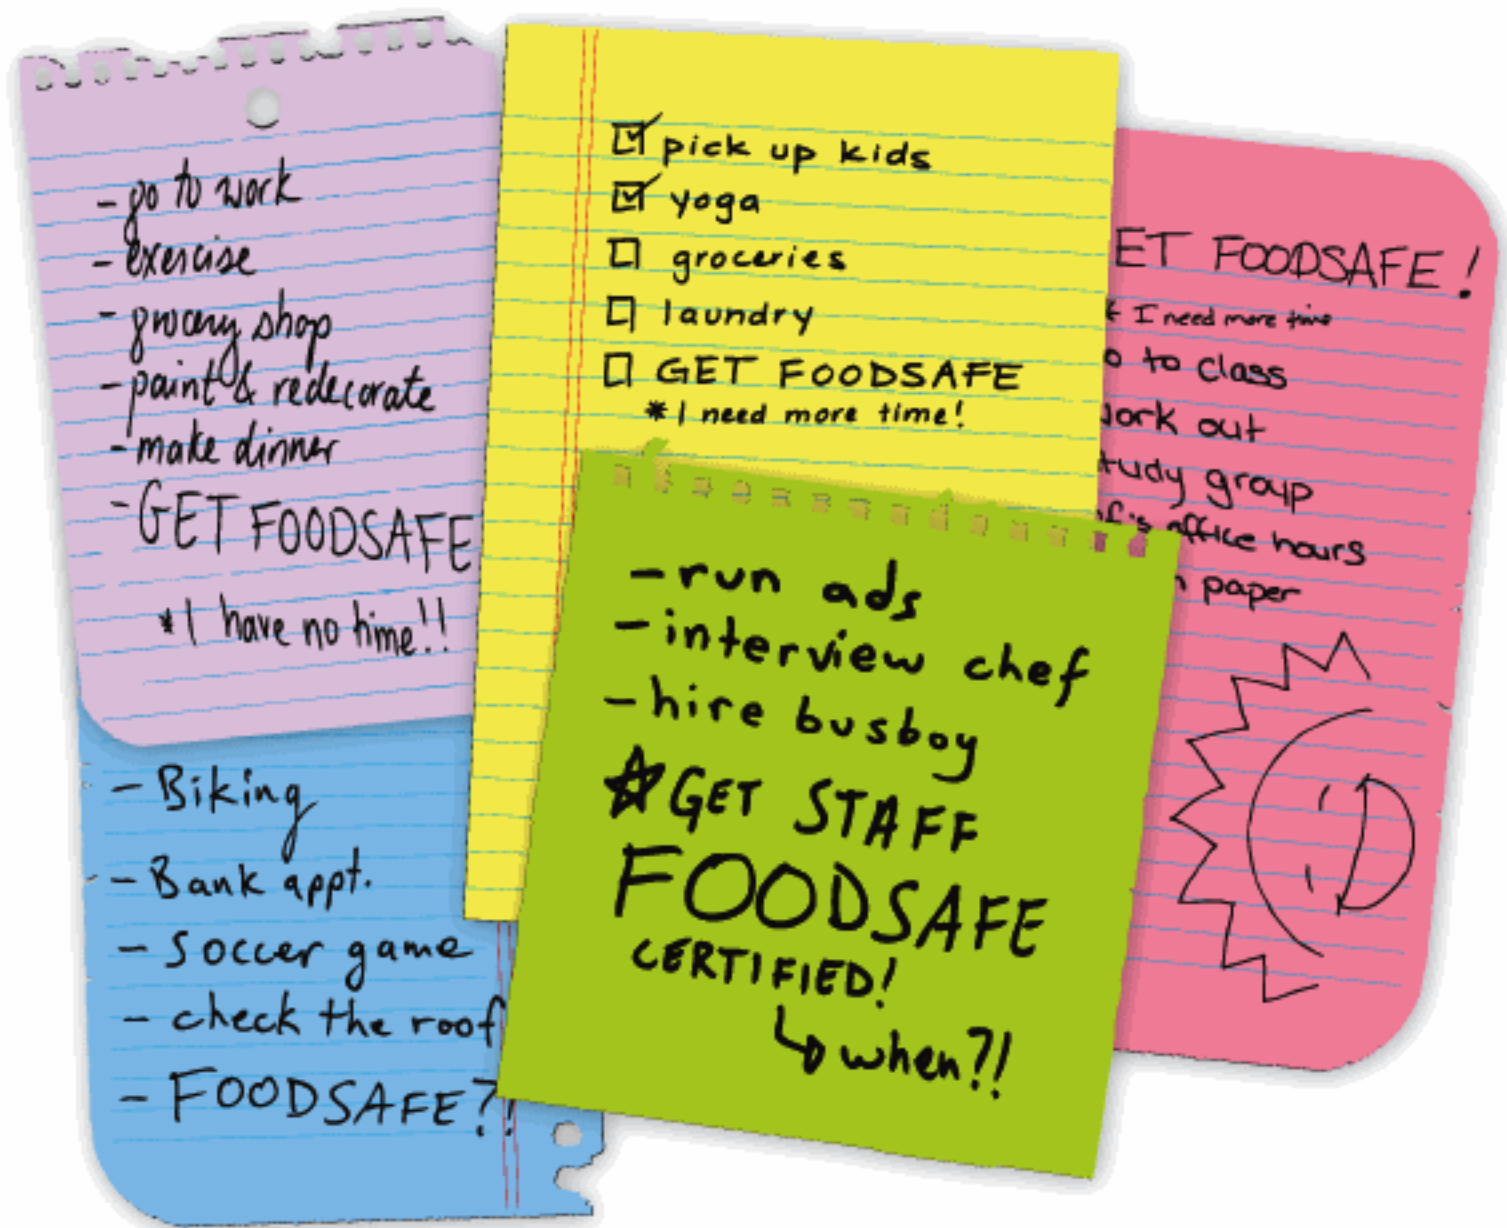 - go to work
- exercise
- grocery shop
- paint & redecorate
- make dinner
- GET FOODSAFE
* I have no time!!
pick up kids
yoga
groceries
laundry
GET FOODSAFE
* I need more time!
ET FOODSAFE!
* I need more time
o to class
ork out
tudy group
f's office hours
paper
- Biking
- Bank appt.
- soccer game
- check the roof
- FOODSAFE?!
- run ads
- interview chef
- hire busboy
☆ GET STAFF
FOODSAFE
CERTIFIED!
↳ when?!